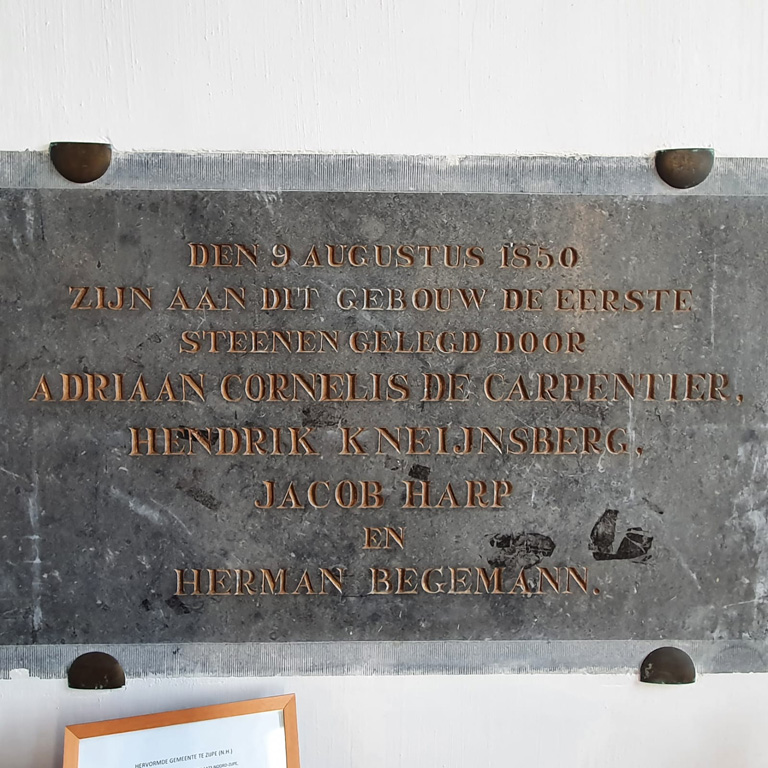 DEN 9 AUGUSTUS 1850
ZIJN AAN DIT GEBOUW DE EERSTE
STEENEN GELEGD DOOR
ADRIAAN CORNELIS DE CARPENTIER,
HENDRIK KNEIJNSBERG,
JACOB HARP
EN
HERMAN BEGEMANN.
HERVORMDE GEMEENTE TE ZIJPE (N.H.)